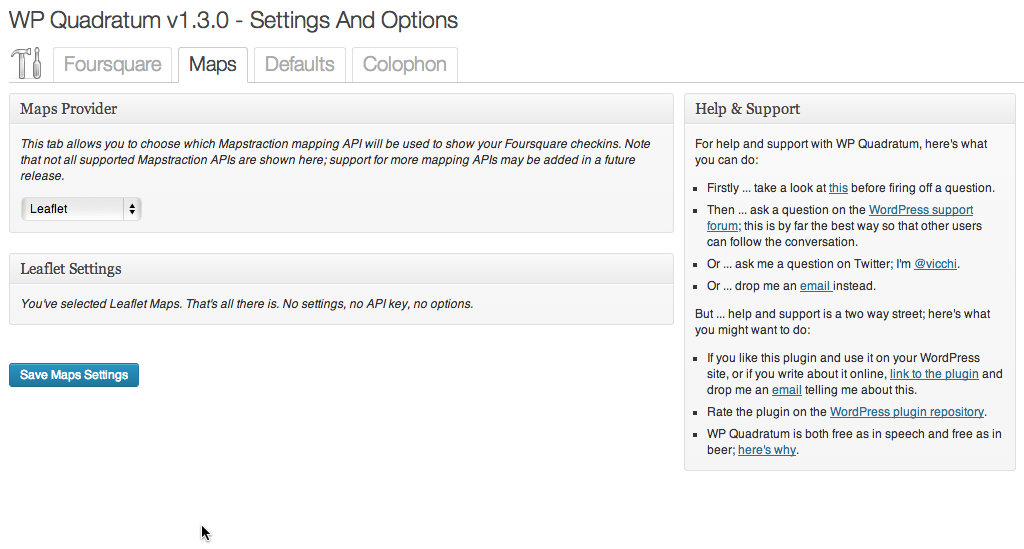 WP Quadratum v1.3.0 - Settings And Options
Foursquare Maps Defaults Colophon
Maps Provider
This tab allows you to choose which Mapstraction mapping API will be used to show your Foursquare checkins. Note
that not all supported Mapstraction APIs are shown here; support for more mapping APIs may be added in a future
release.
Leaflet
Leaflet Settings
You've selected Leaflet Maps. That's all there is. No settings, no API key, no options.
Save Maps Settings
Help & Support
For help and support with WP Quadratum, here's what
you can do:
Firstly ... take a look at this before firing off a question.
Then ... ask a question on the WordPress support
forum; this is by far the best way so that other users
can follow the conversation.
Or ... ask me a question on Twitter; I'm @vicchi.
Or ... drop me an email instead.
But ... help and support is a two way street; here's what
you might want to do:
If you like this plugin and use it on your WordPress
site, or if you write about it online, link to the plugin and
drop me an email telling me about this.
Rate the plugin on the WordPress plugin repository.
WP Quadratum is both free as in speech and free as in
beer; here's why.